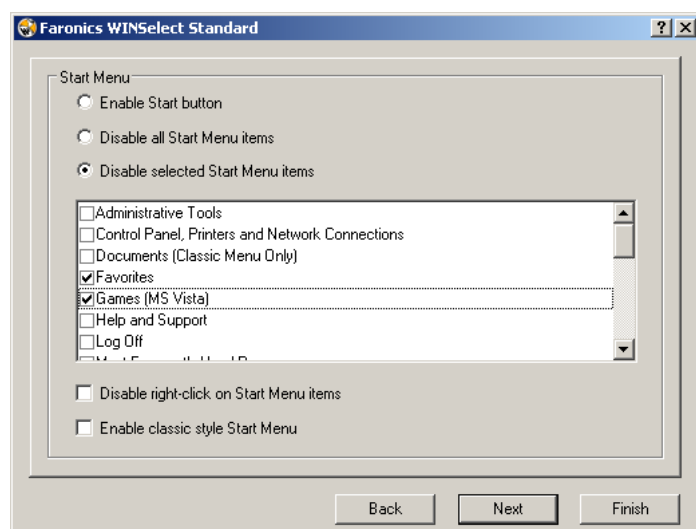 Faronics WINSelect Standard
Start Menu
Enable Start button
Disable all Start Menu items
Disable selected Start Menu items
Administrative Tools
Control Panel, Printers and Network Connections
Documents (Classic Menu Only)
Favorites
Games (MS Vista)
Help and Support
Log Off
Disable right-click on Start Menu items
Enable classic style Start Menu
Back Next Finish